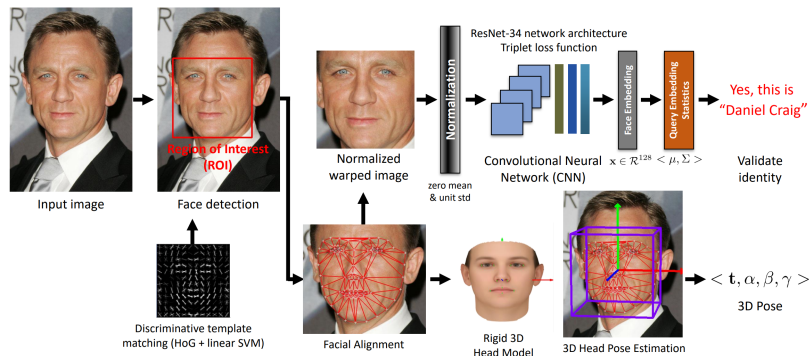 ResNet-34 network architecture
Triplet loss function
Normalization
Face Embedding
Query Embedding
Statistics
Yes, this is
“Daniel Craig”
Region of Interest
(ROI)
Normalized
warped image
Convolutional Neural
Network (CNN)
x ∈ R¹²⁸
< μ, Σ >
Validate
identity
zero mean
& unit std
Input image
Face detection
< t, α, β, γ >
3D Pose
Discriminative template
matching (HoG + linear SVM)
Facial Alignment
Rigid 3D
Head Model
3D Head Pose Estimation